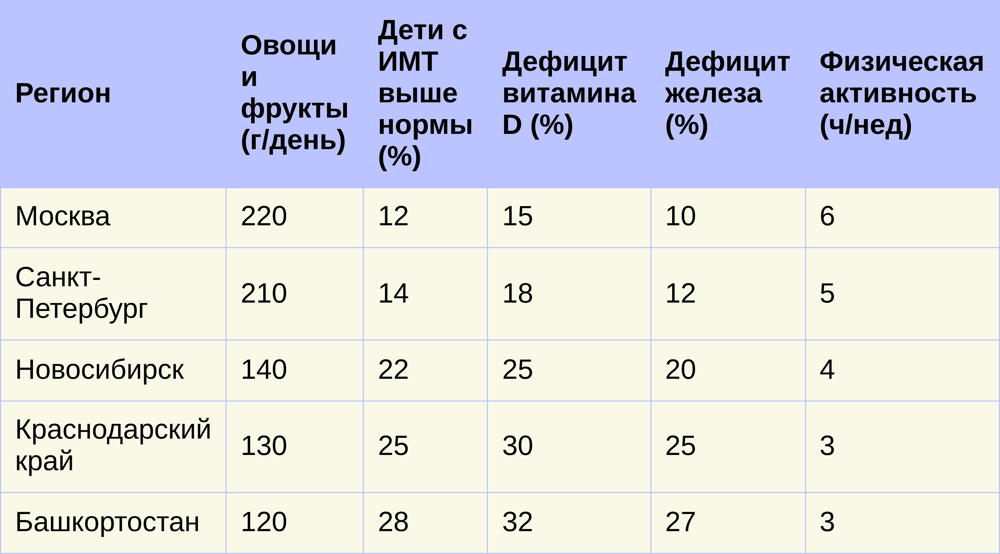 Регион
Овощи
и
фрукты
(г/день)
Дети с
ИМТ
выше
нормы
(%)
Дефицит
витамина
D (%)
Дефицит
железа
(%)
Физическая
активность
(ч/нед)
Москва 220 12 15 10 6
Санкт-
Петербург 210 14 18 12 5
Новосибирск 140 22 25 20 4
Краснодарский
край 130 25 30 25 3
Башкортостан 120 28 32 27 3